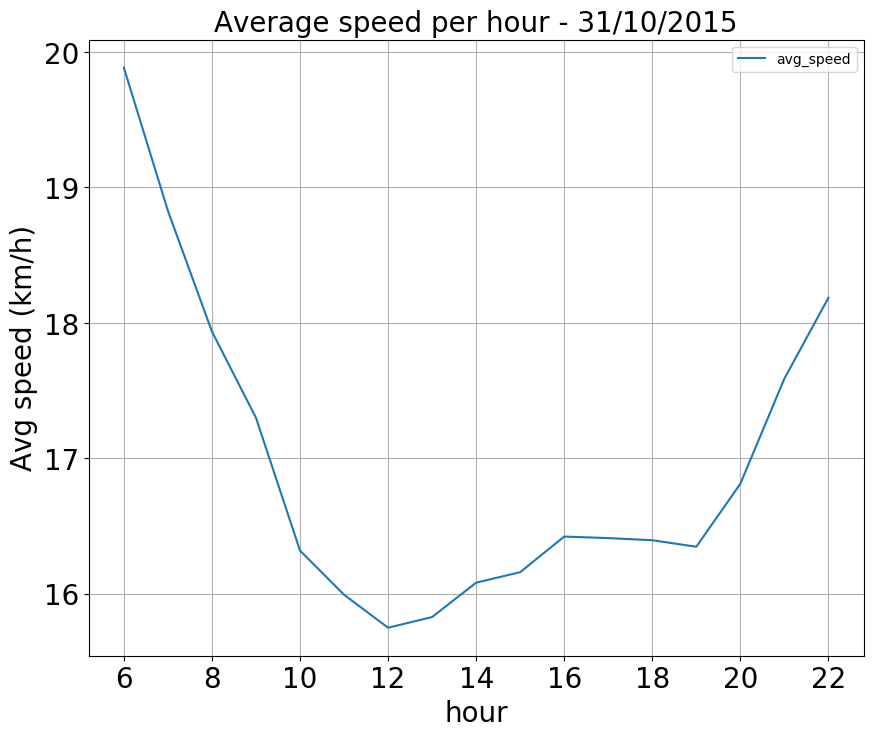 Average speed per hour - 31/10/2015
avg_speed
Avg speed (km/h)
20
19
18
17
16
6 8 10 12 14 16 18 20 22
hour